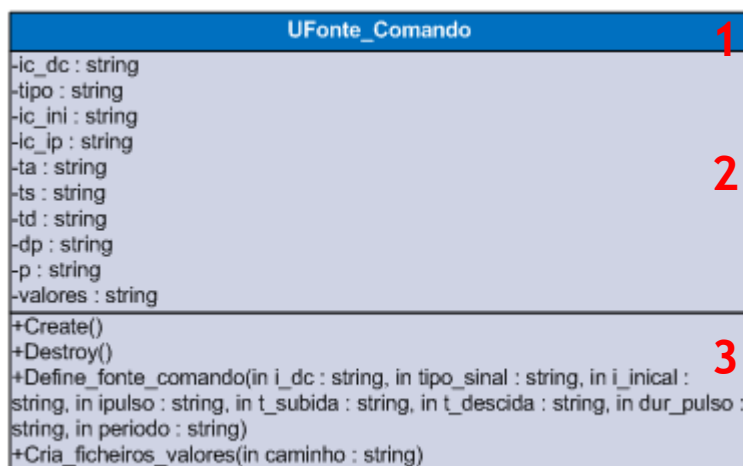 UFonte_Comando
1
-ic_dc : string
-tipo : string
-ic_ini : string
-ic_ip : string
-ta : string
2
-ts : string
-td : string
-dp : string
-p : string
-valores : string
+Create()
+Destroy()
3
+Define_fonte_comando(in i_dc : string, in tipo_sinal : string, in i_inical :
string, in ipulso : string, in t_subida : string, in t_descida : string, in dur_pulso :
string, in periodo : string)
+Cria_ficheiros_valores(in caminho : string)